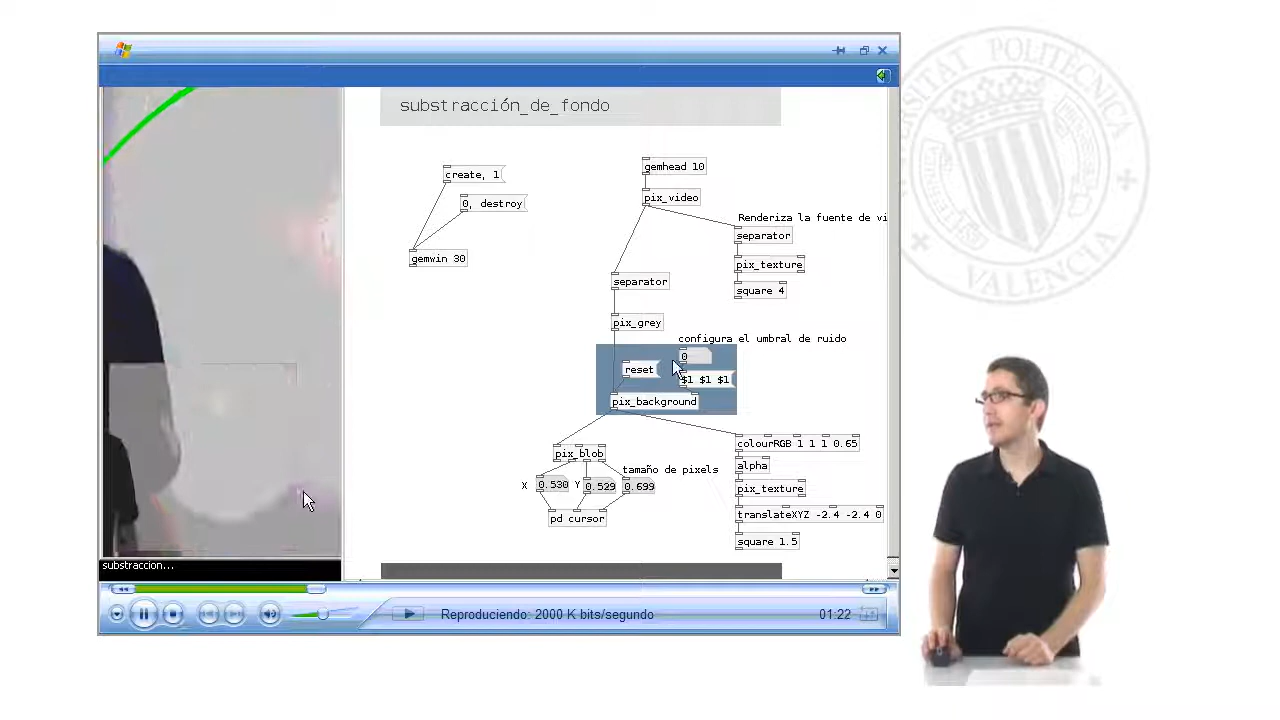 substracción_de_fondo
create, 1
0, destroy
gemwin 30
gemhead 10
pix_video
Renderiza la fuente de vi
separator
pix_texture
square 4
separator
pix_grey
configura el umbral de ruido
0
reset
$1 $1 $1
pix_background
pix_blob
tamaño de pixels
X 0.530 Y 0.529 0.699
pd cursor
colourRGB 1 1 1 0.65
alpha
pix_texture
translateXYZ -2.4 -2.4 0
square 1.5
substraccion...
Reproduciendo: 2000 K bits/segundo
01:22
UNIVERSITAT POLITÈCNICA
VALENCIA